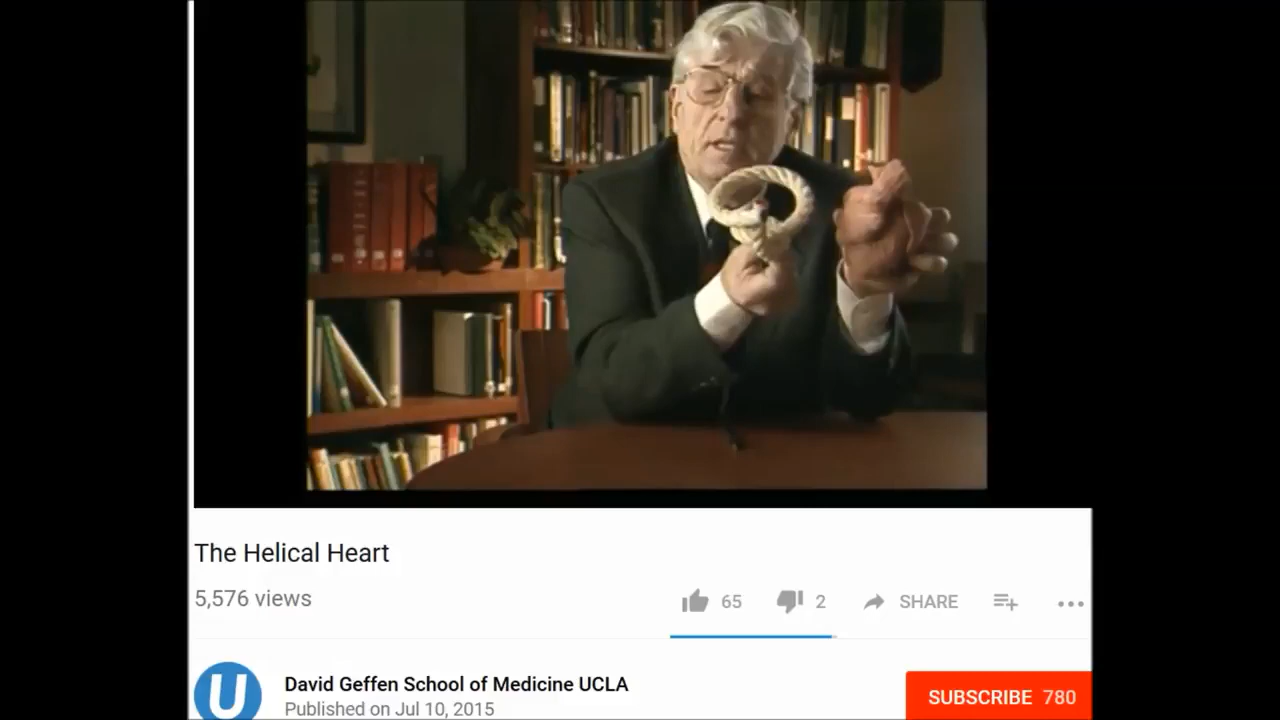 The Helical Heart
5,576 views
65 2 SHARE
David Geffen School of Medicine UCLA
Published on Jul 10, 2015
SUBSCRIBE 780
U